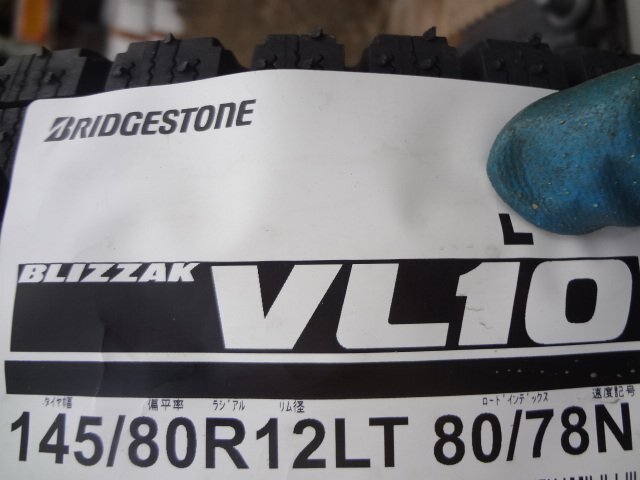 BRIDGESTONE
L
BLIZZAK VL10
タイヤ幅 偏平率 ラジアル リム径 ロードインデックス 速度記号
145/80R12LT 80/78N